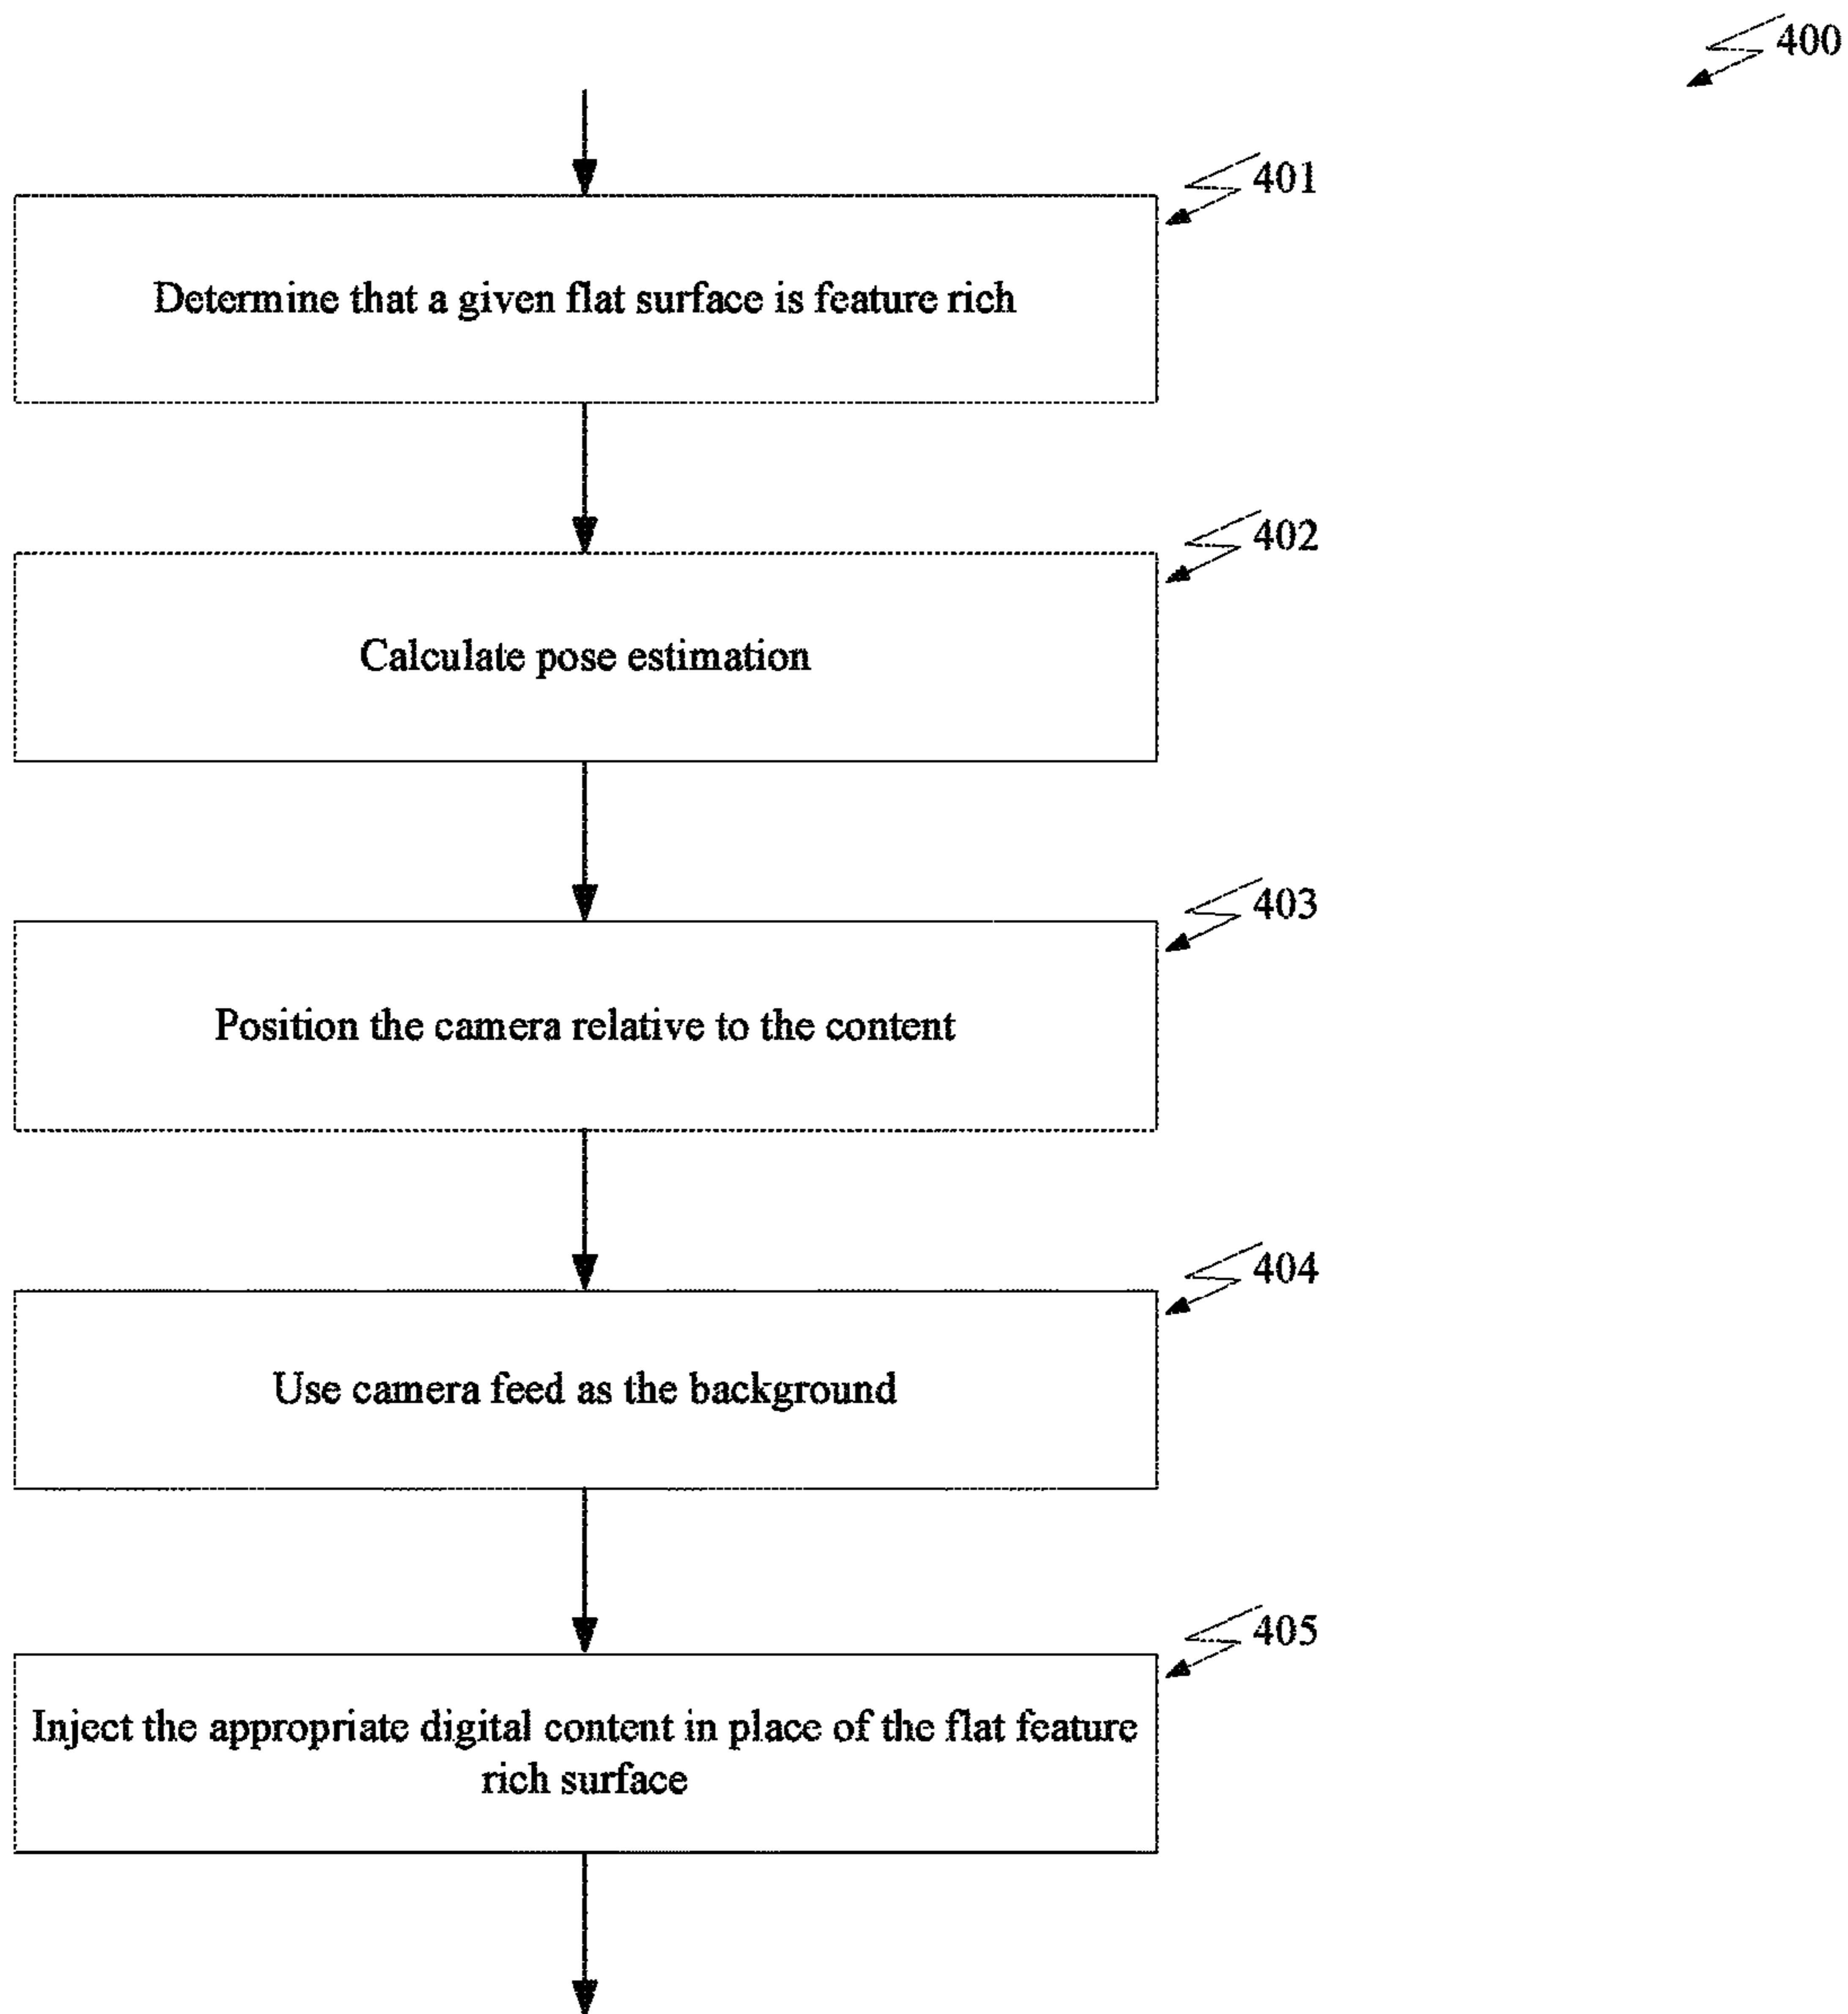 400
401
Determine that a given flat surface is feature rich
402
Calculate pose estimation
403
Position the camera relative to the content
404
Use camera feed as the background
405
Inject the appropriate digital content in place of the flat feature
rich surface